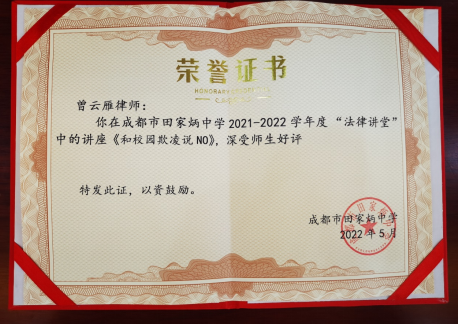 荣誉证书
曾云雁律师：
你在成都市田家炳中学2021-2022学年度“法律讲堂”
中的讲座《和校园欺凌说NO》，深受师生好评
特发此证，以资鼓励。
成都市田家炳中学
2022年5月